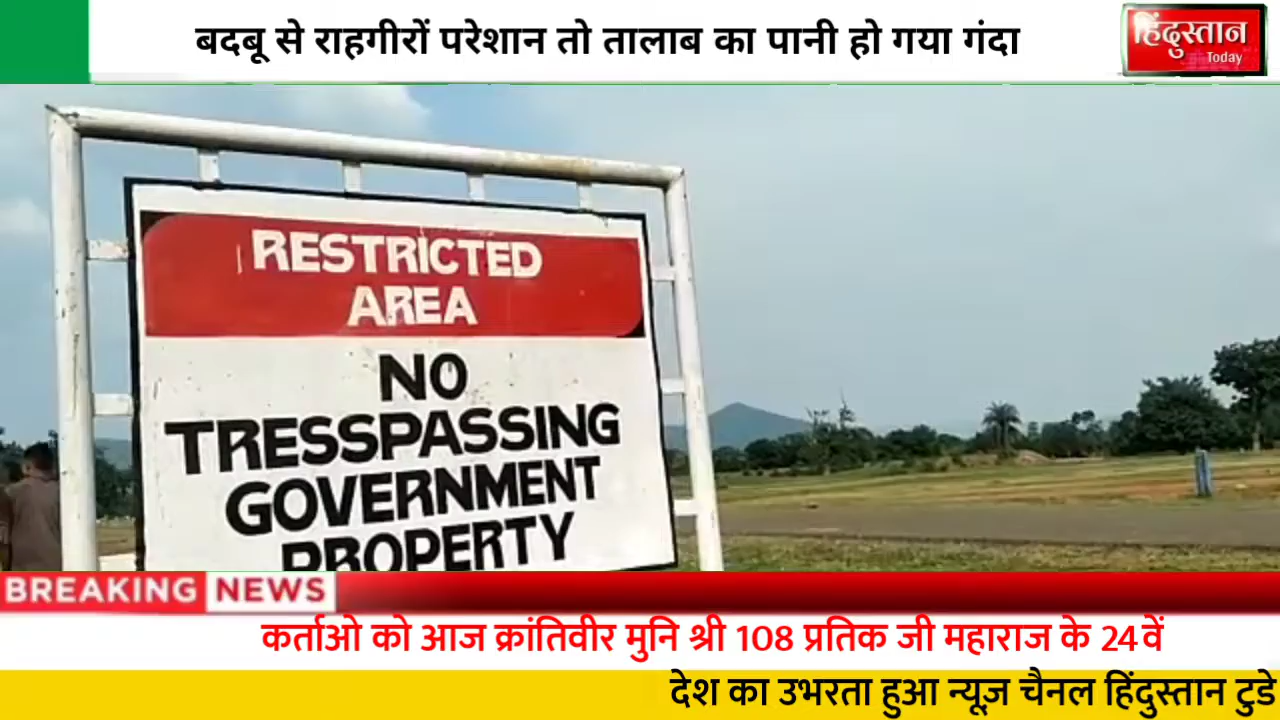 बदबू से राहगीरों परेशान तो तालाब का पानी हो गया गंदा
हिंदुस्तान
Today
RESTRICTED
AREA
NO
TRESSPASSING
GOVERNMENT
PROPERTY
BREAKING NEWS
कर्ताओ को आज क्रांतिवीर मुनि श्री 108 प्रतिक जी महाराज के 24वें
देश का उभरता हुआ न्यूज़ चैनल हिंदुस्तान टुडे